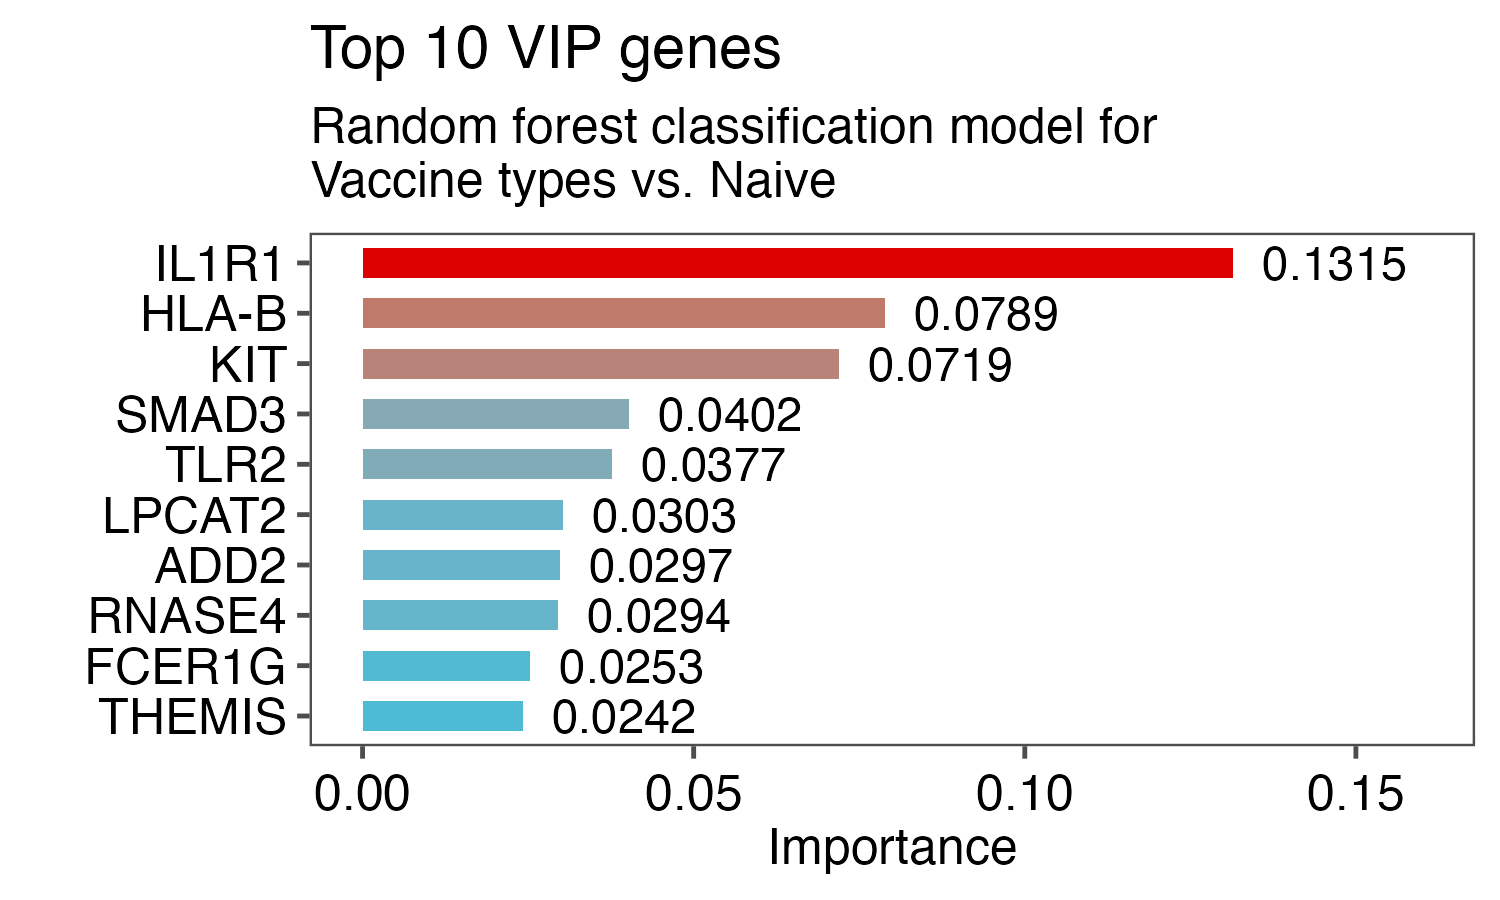 Top 10 VIP genes
Random forest classification model for
Vaccine types vs. Naive
IL1R1 0.1315
HLA-B 0.0789
KIT 0.0719
SMAD3 0.0402
TLR2 0.0377
LPCAT2 0.0303
ADD2 0.0297
RNASE4 0.0294
FCER1G 0.0253
THEMIS 0.0242
0.00 0.05 0.10 0.15
Importance